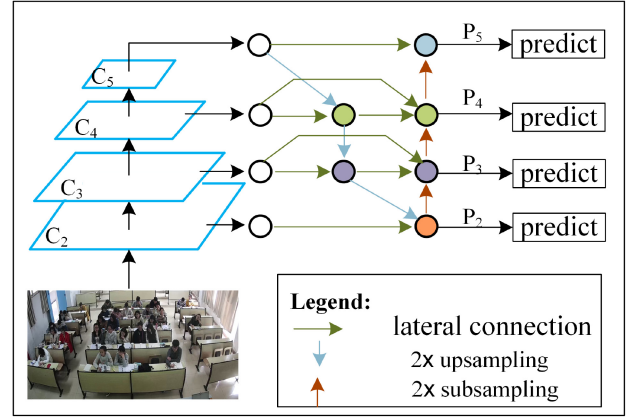 C5
P5
predict
C4
P4
predict
C3
P3
predict
C2
P2
predict
Legend:
lateral connection
2x upsampling
2x subsampling